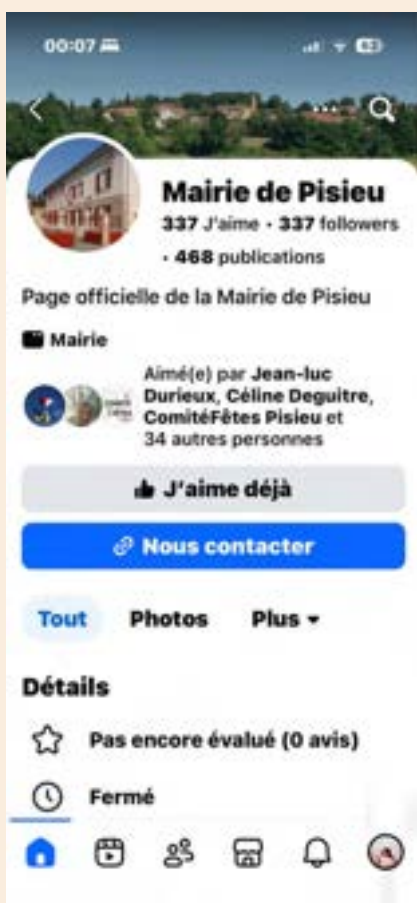 00:07
Mairie de Pisieu
337 J'aime • 337 followers
• 468 publications
Page officielle de la Mairie de Pisieu
Mairie
Aimé(e) par Jean-luc
Durieux, Céline Deguitre,
ComitéFêtes Pisieu et
34 autres personnes
J'aime déjà
Nous contacter
Tout Photos Plus
Détails
Pas encore évalué (0 avis)
Fermé